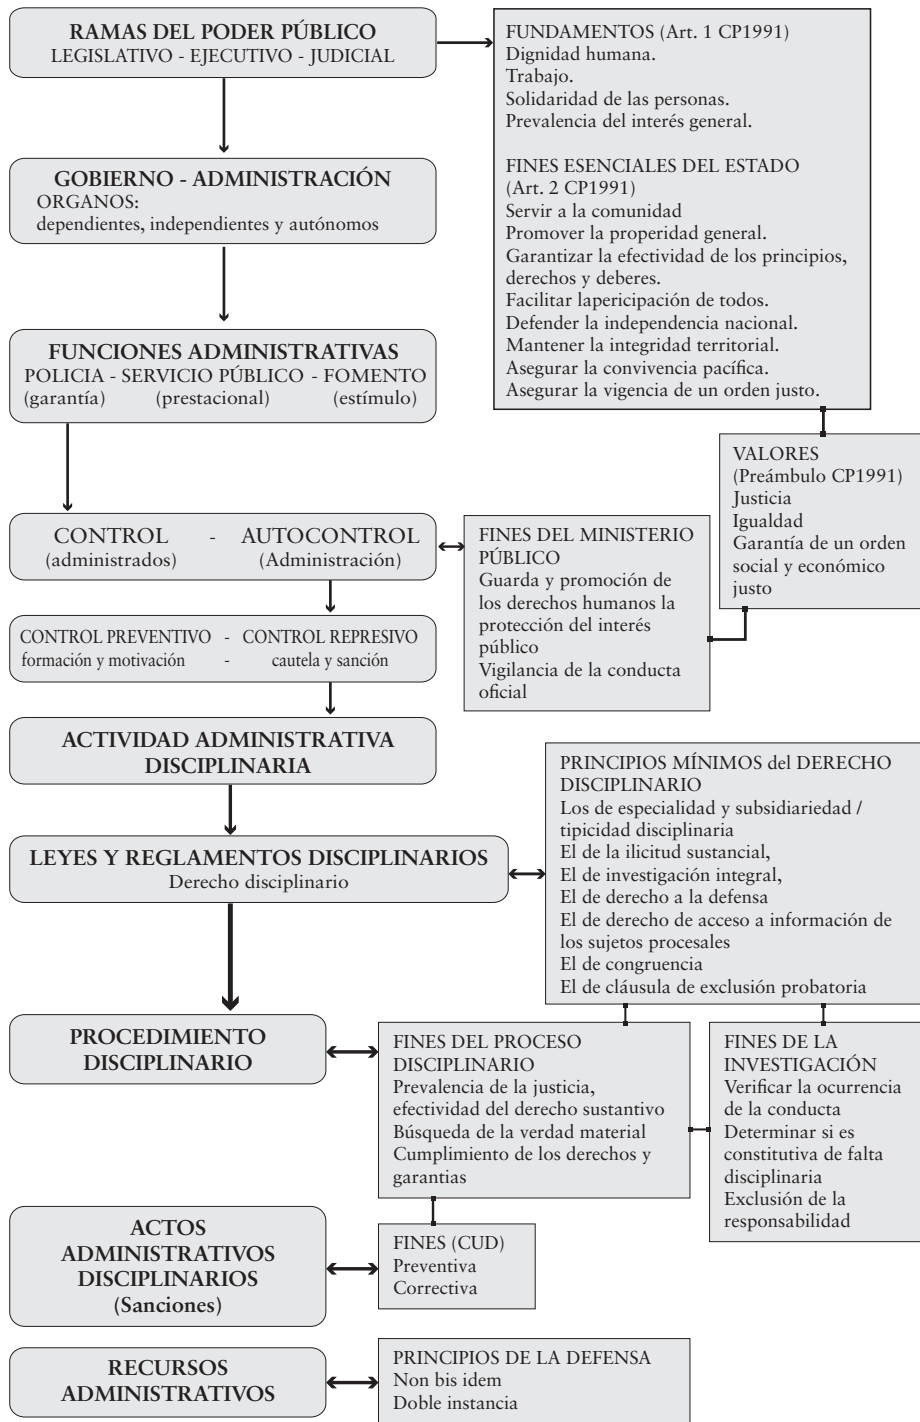 RAMAS DEL PODER PÚBLICO
LEGISLATIVO - EJECUTIVO - JUDICIAL
FUNDAMENTOS (Art. 1 CP1991)
Dignidad humana.
Trabajo.
Solidaridad de las personas.
Prevalencia del interés general.
FINES ESENCIALES DEL ESTADO
(Art. 2 CP1991)
Servir a la comunidad
Promover la properidad general.
Garantizar la efectividad de los principios,
derechos y deberes.
Facilitar lapericipación de todos.
Defender la independencia nacional.
Mantener la integridad territorial.
Asegurar la convivencia pacífica.
Asegurar la vigencia de un orden justo.
GOBIERNO - ADMINISTRACIÓN
ORGANOS:
dependientes, independientes y autónomos
FUNCIONES ADMINISTRATIVAS
POLICIA - SERVICIO PÚBLICO - FOMENTO
(garantía) (prestacional) (estímulo)
VALORES
(Preámbulo CP1991)
Justicia
Igualdad
Garantía de un orden
social y económico
justo
CONTROL - AUTOCONTROL
(administrados) (Administración)
FINES DEL MINISTERIO
PÚBLICO
Guarda y promoción de
los derechos humanos la
protección del interés
público
Vigilancia de la conducta
oficial
CONTROL PREVENTIVO - CONTROL REPRESIVO
formación y motivación - cautela y sanción
ACTIVIDAD ADMINISTRATIVA
DISCIPLINARIA
PRINCIPIOS MÍNIMOS del DERECHO
DISCIPLINARIO
Los de especialidad y subsidiariedad /
tipicidad disciplinaria
El de la ilicitud sustancial,
El de investigación integral,
El de derecho a la defensa
El de derecho de acceso a información de
los sujetos procesales
El de congruencia
El de cláusula de exclusión probatoria
LEYES Y REGLAMENTOS DISCIPLINARIOS
Derecho disciplinario
PROCEDIMIENTO
DISCIPLINARIO
FINES DEL PROCESO
DISCIPLINARIO
Prevalencia de la justicia,
efectividad del derecho sustantivo
Búsqueda de la verdad material
Cumplimiento de los derechos y
garantias
FINES DE LA
INVESTIGACIÓN
Verificar la ocurrencia
de la conducta
Determinar si es
constitutiva de falta
disciplinaria
Exclusión de la
responsabilidad
ACTOS
ADMINISTRATIVOS
DISCIPLINARIOS
(Sanciones)
FINES (CUD)
Preventiva
Correctiva
RECURSOS
ADMINISTRATIVOS
PRINCIPIOS DE LA DEFENSA
Non bis idem
Doble instancia